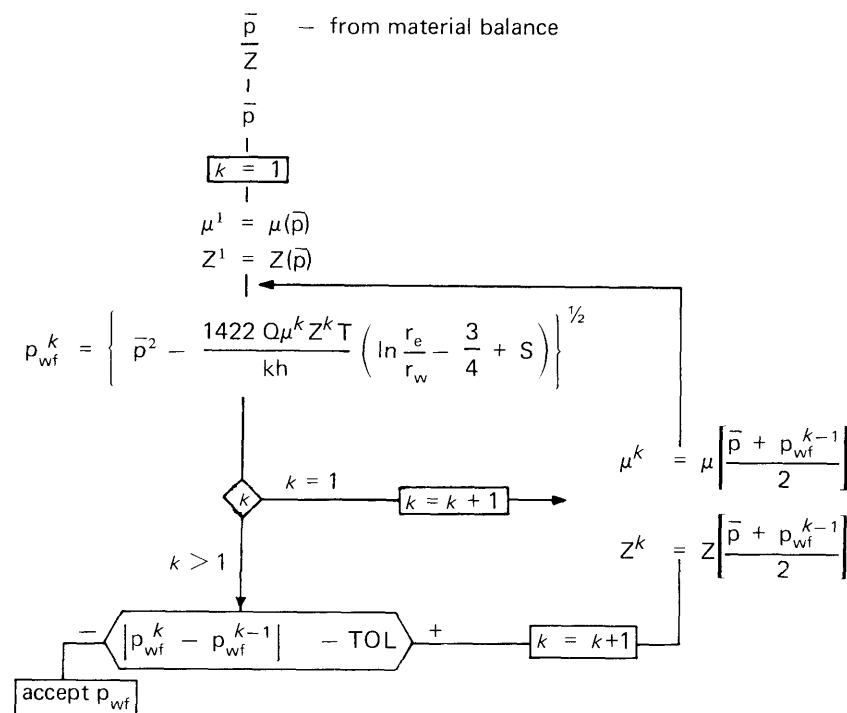 p̄/Z – from material balance
p̄
k = 1
μ¹ = μ(p̄)
Z¹ = Z(p̄)
p_wf^k = { p̄² – (1422 Qμ^k Z^k T)/(kh) ( ln r_e/r_w – 3/4 + S ) }^½
μ^k = μ[(p̄ + p_wf^{k–1})/2]
k = 1
k
k = k + 1
Z^k = Z[(p̄ + p_wf^{k–1})/2]
k > 1
– |p_wf^k – p_wf^{k–1}| – TOL +
k = k+1
accept p_wf